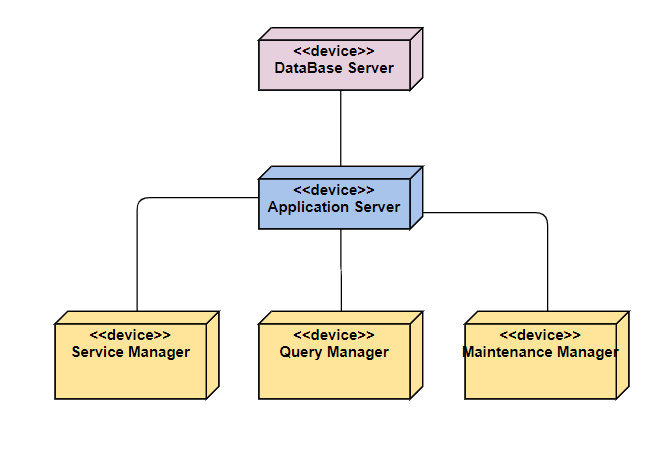 <<device>>
DataBase Server
<<device>>
Application Server
<<device>>
Service Manager
<<device>>
Query Manager
<<device>>
Maintenance Manager